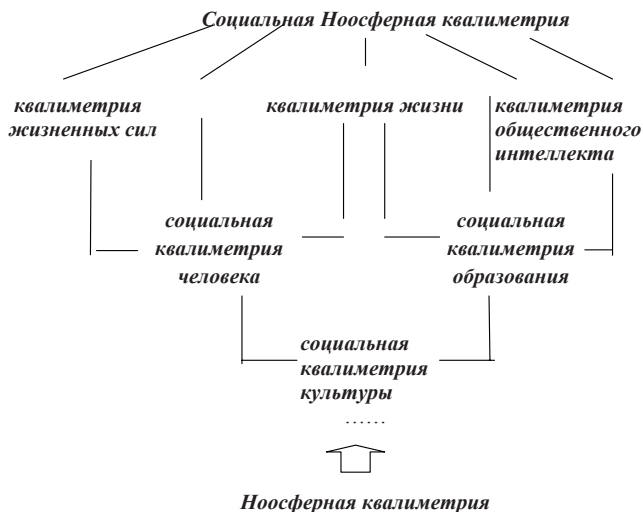 Социальная Ноосферная квалиметрия
квалиметрия
жизненных сил
квалиметрия жизни
квалиметрия
общественного
интеллекта
социальная
квалиметрия
человека
социальная
квалиметрия
образования
социальная
квалиметрия
культуры
......
Ноосферная квалиметрия